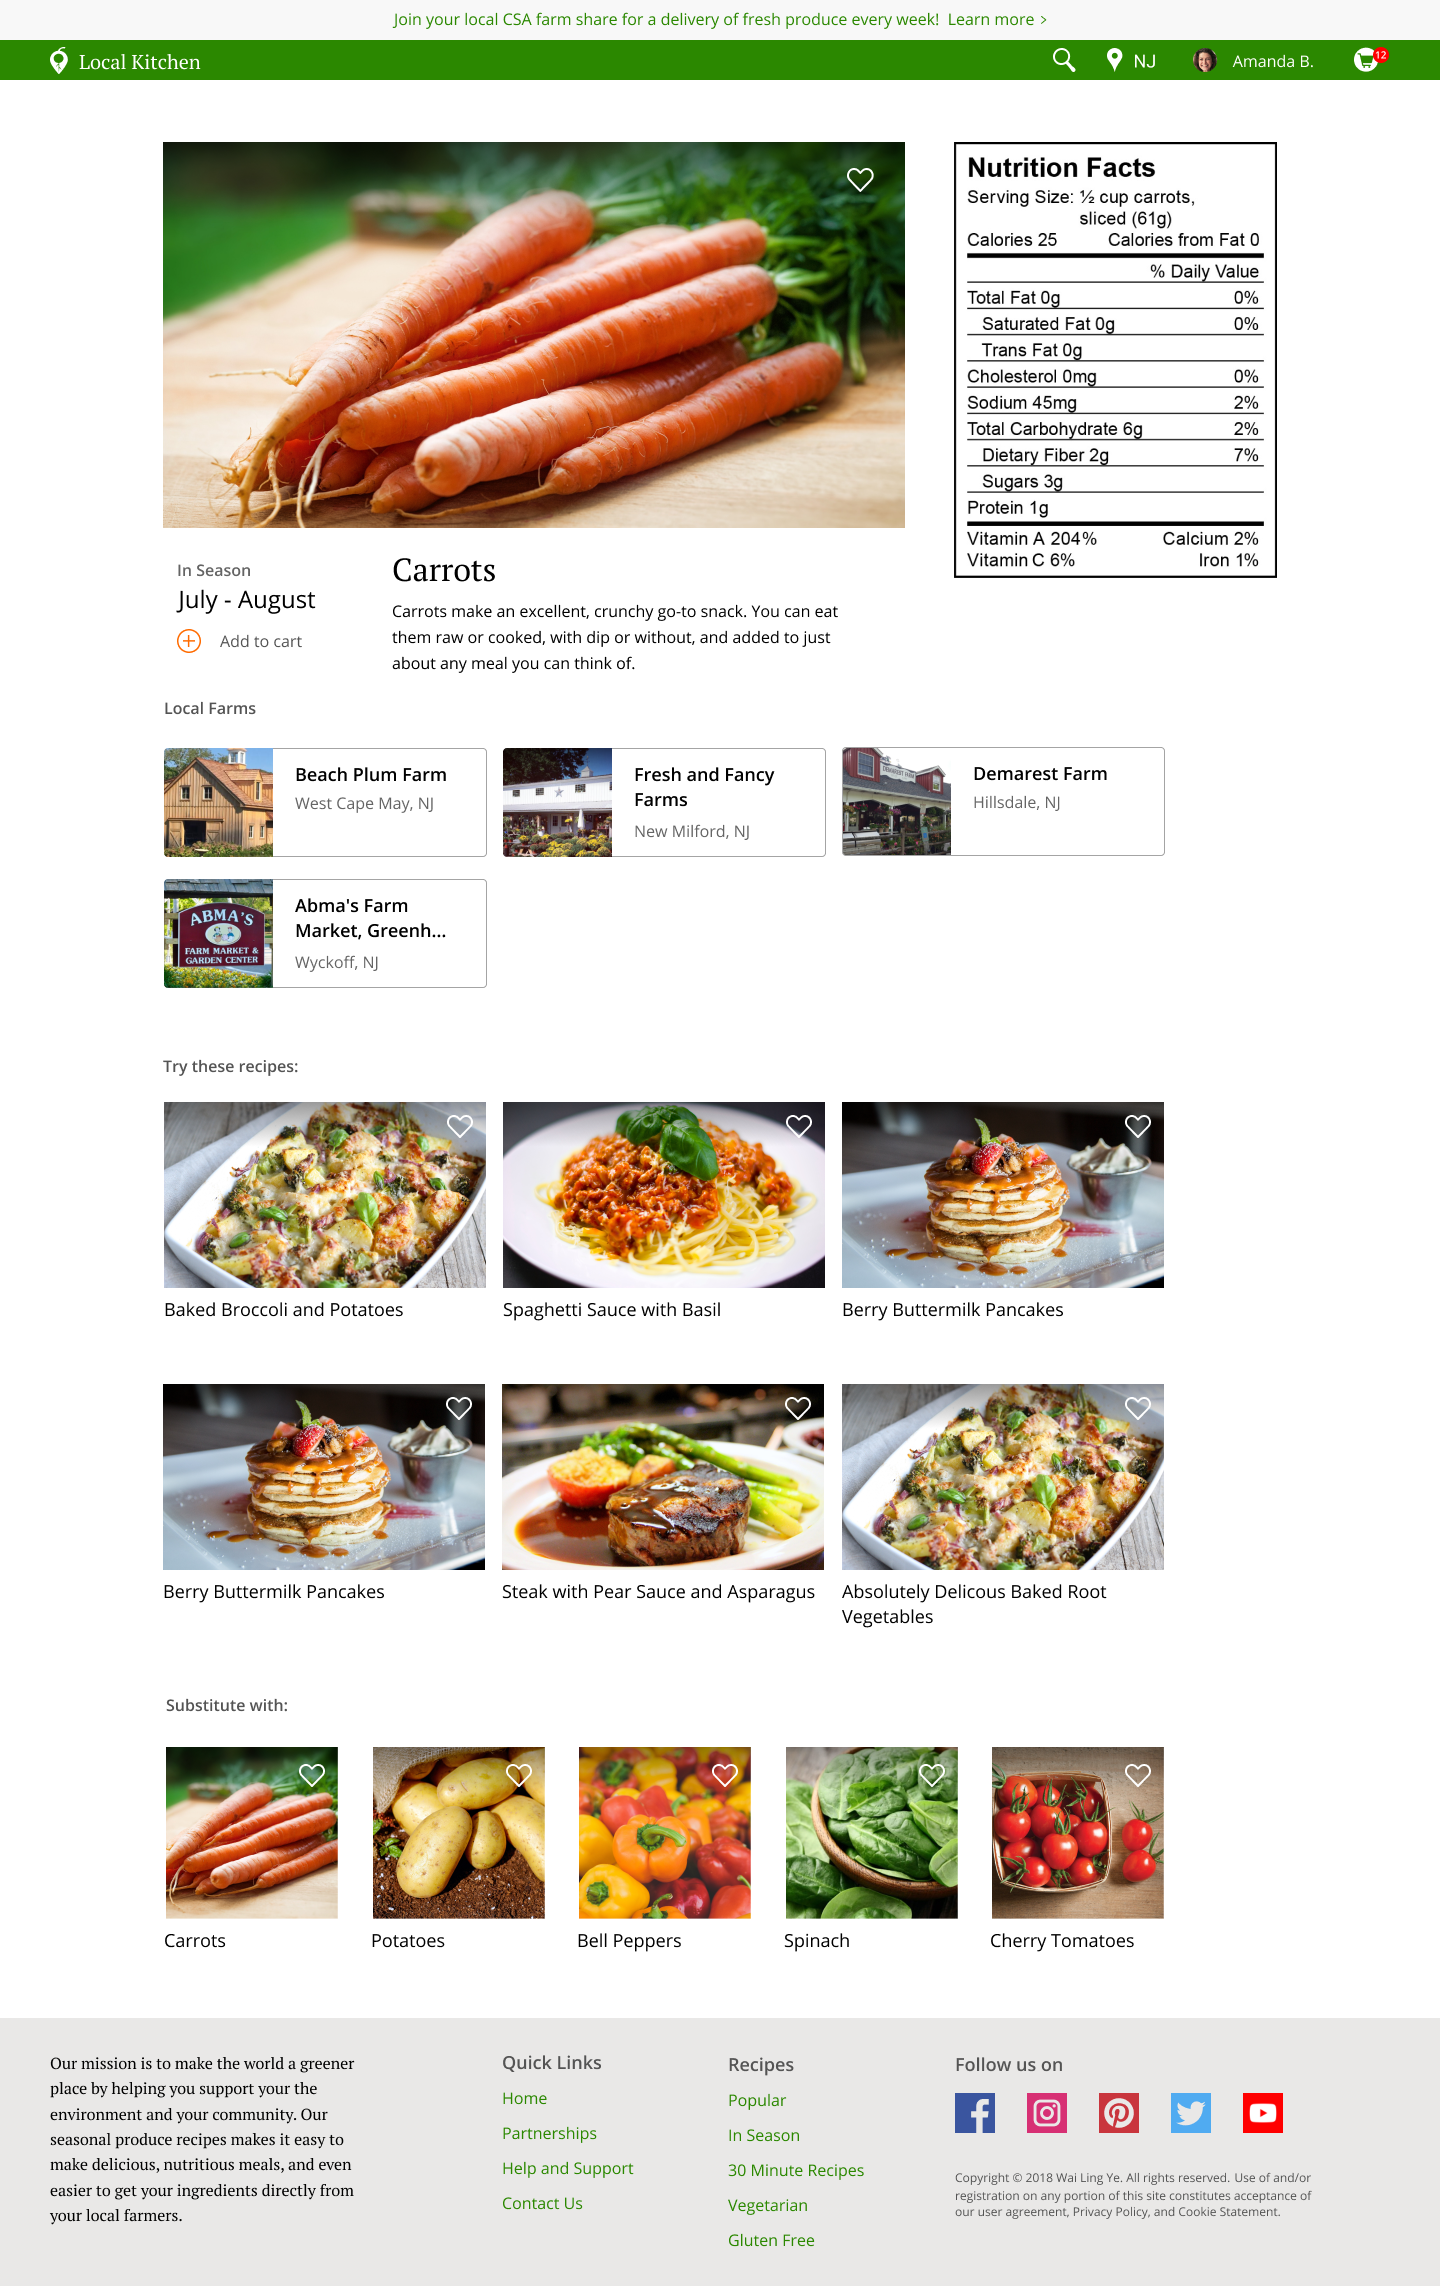 Join your local CSA farm share for a delivery of fresh produce every week!  Learn more >
Local Kitchen
NJ
Amanda B.
12
Nutrition Facts
Serving Size: ½ cup carrots,
sliced (61g)
Calories 25 Calories from Fat 0
% Daily Value
Total Fat 0g 0%
Saturated Fat 0g 0%
Trans Fat 0g
Cholesterol 0mg 0%
Sodium 45mg 2%
Total Carbohydrate 6g 2%
Dietary Fiber 2g 7%
Sugars 3g
Protein 1g
Vitamin A 204% Calcium 2%
Vitamin C 6% Iron 1%
In Season
July - August
Add to cart
Carrots
Carrots make an excellent, crunchy go-to snack. You can eat
them raw or cooked, with dip or without, and added to just
about any meal you can think of.
Local Farms
Beach Plum Farm
West Cape May, NJ
Fresh and Fancy
Farms
New Milford, NJ
DEMAREST FARM
Demarest Farm
Hillsdale, NJ
ABMA'S
FARM MARKET &
GARDEN CENTER
Abma's Farm
Market, Greenh...
Wyckoff, NJ
Try these recipes:
Baked Broccoli and Potatoes
Spaghetti Sauce with Basil
Berry Buttermilk Pancakes
Berry Buttermilk Pancakes
Steak with Pear Sauce and Asparagus
Absolutely Delicous Baked Root
Vegetables
Substitute with:
Carrots
Potatoes
Bell Peppers
Spinach
Cherry Tomatoes
Our mission is to make the world a greener
place by helping you support your the
environment and your community. Our
seasonal produce recipes makes it easy to
make delicious, nutritious meals, and even
easier to get your ingredients directly from
your local farmers.
Quick Links
Home
Partnerships
Help and Support
Contact Us
Recipes
Popular
In Season
30 Minute Recipes
Vegetarian
Gluten Free
Follow us on
Copyright © 2018 Wai Ling Ye. All rights reserved. Use of and/or
registration on any portion of this site constitutes acceptance of
our user agreement, Privacy Policy, and Cookie Statement.